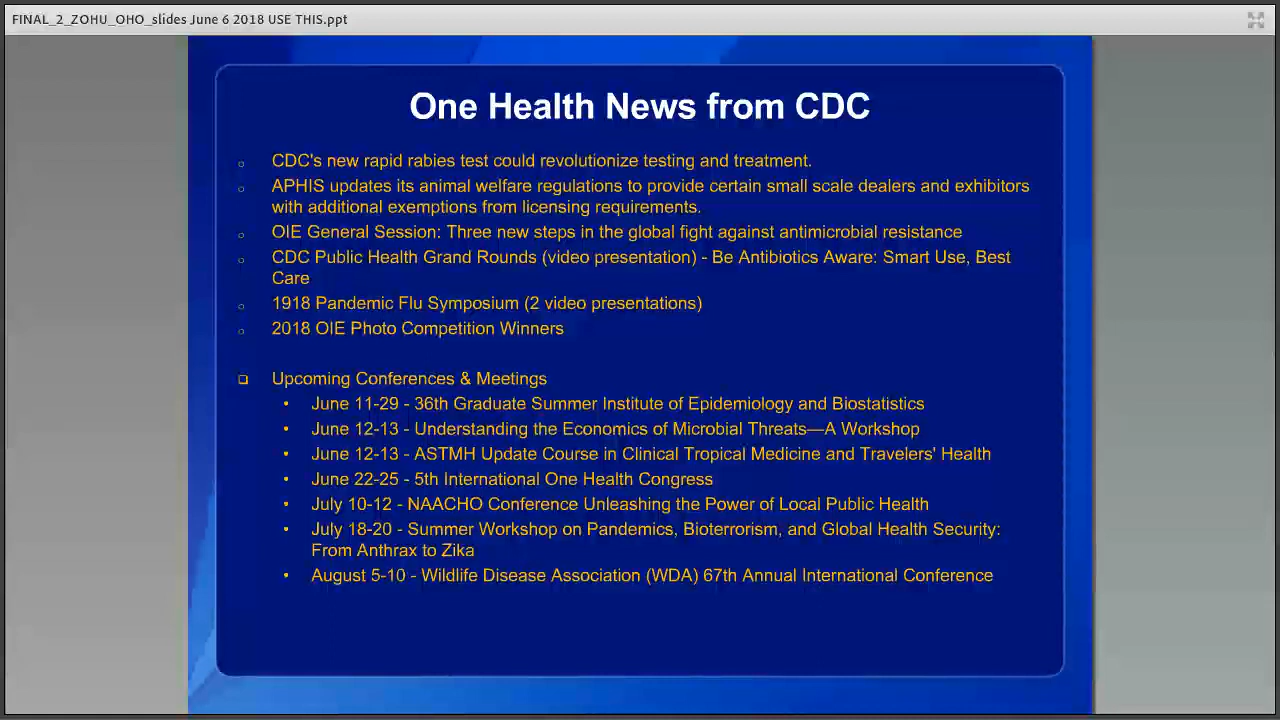 FINAL_2_ZOHU_OHO_slides June 6 2018 USE THIS.ppt
One Health News from CDC
CDC's new rapid rabies test could revolutionize testing and treatment.
APHIS updates its animal welfare regulations to provide certain small scale dealers and exhibitors
with additional exemptions from licensing requirements.
OIE General Session: Three new steps in the global fight against antimicrobial resistance
CDC Public Health Grand Rounds (video presentation) - Be Antibiotics Aware: Smart Use, Best
Care
1918 Pandemic Flu Symposium (2 video presentations)
2018 OIE Photo Competition Winners
Upcoming Conferences & Meetings
June 11-29 - 36th Graduate Summer Institute of Epidemiology and Biostatistics
June 12-13 - Understanding the Economics of Microbial Threats—A Workshop
June 12-13 - ASTMH Update Course in Clinical Tropical Medicine and Travelers' Health
June 22-25 - 5th International One Health Congress
July 10-12 - NAACHO Conference Unleashing the Power of Local Public Health
July 18-20 - Summer Workshop on Pandemics, Bioterrorism, and Global Health Security:
From Anthrax to Zika
August 5-10 - Wildlife Disease Association (WDA) 67th Annual International Conference